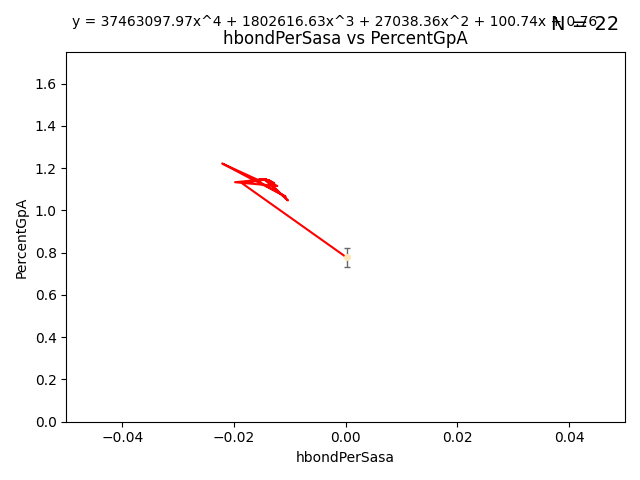 y = 37463097.97x^4 + 1802616.63x^3 + 27038.36x^2 + 100.74x + 0.76
N = 22
hbondPerSasa vs PercentGpA
PercentGpA
1.6
1.4
1.2
1.0
0.8
0.6
0.4
0.2
0.0
−0.04 −0.02 0.00 0.02 0.04
hbondPerSasa